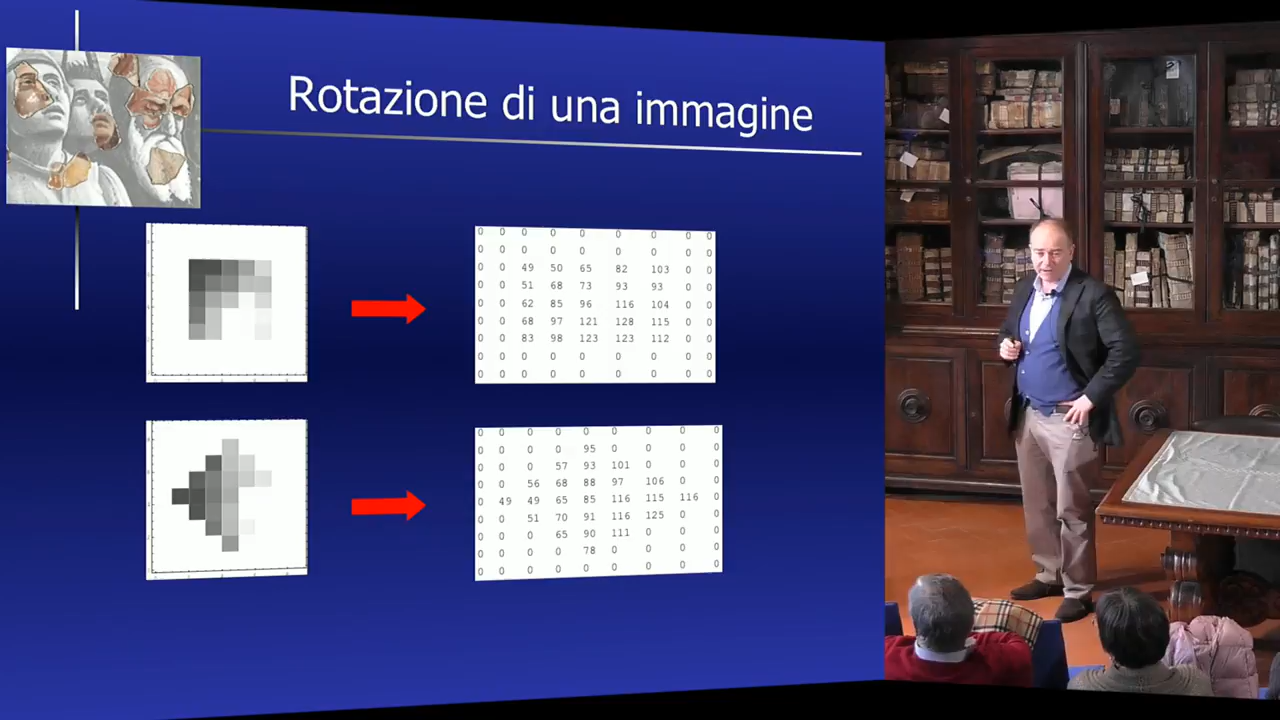 Rotazione di una immagine
0 0 0 0 0 0 0 0 0
0 0 0 0 0 0 0 0 0
0 0 49 50 65 82 103 0 0
0 0 51 68 73 93 93 0 0
0 0 62 85 96 116 104 0 0
0 0 68 97 121 128 115 0 0
0 0 83 98 123 123 112 0 0
0 0 0 0 0 0 0 0 0
0 0 0 0 0 0 0 0 0
0 0 0 0 0 0 0 0 0
0 0 0 0 95 0 0 0 0
0 0 0 57 93 101 0 0 0
0 0 56 68 88 97 106 0 0
0 49 49 65 85 116 115 116 0
0 0 51 70 91 116 125 0 0
0 0 0 65 90 111 0 0 0
0 0 0 0 78 0 0 0 0
0 0 0 0 0 0 0 0 0